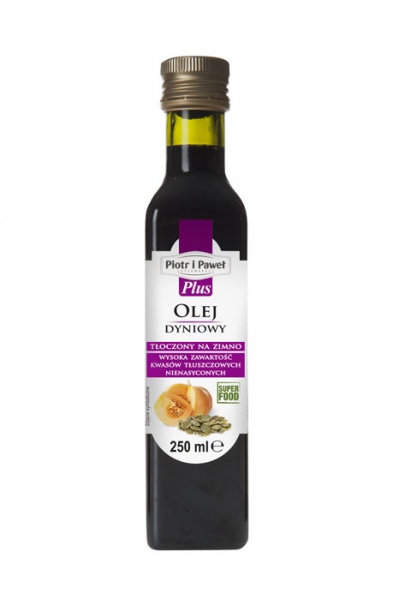 Piotr i Paweł
Plus
OLEJ
DYNIOWY
TŁOCZONY NA ZIMNO
WYSOKA ZAWARTOŚĆ
KWASÓW TŁUSZCZOWYCH
NIENASYCONYCH
SUPER
FOOD
250 ml e